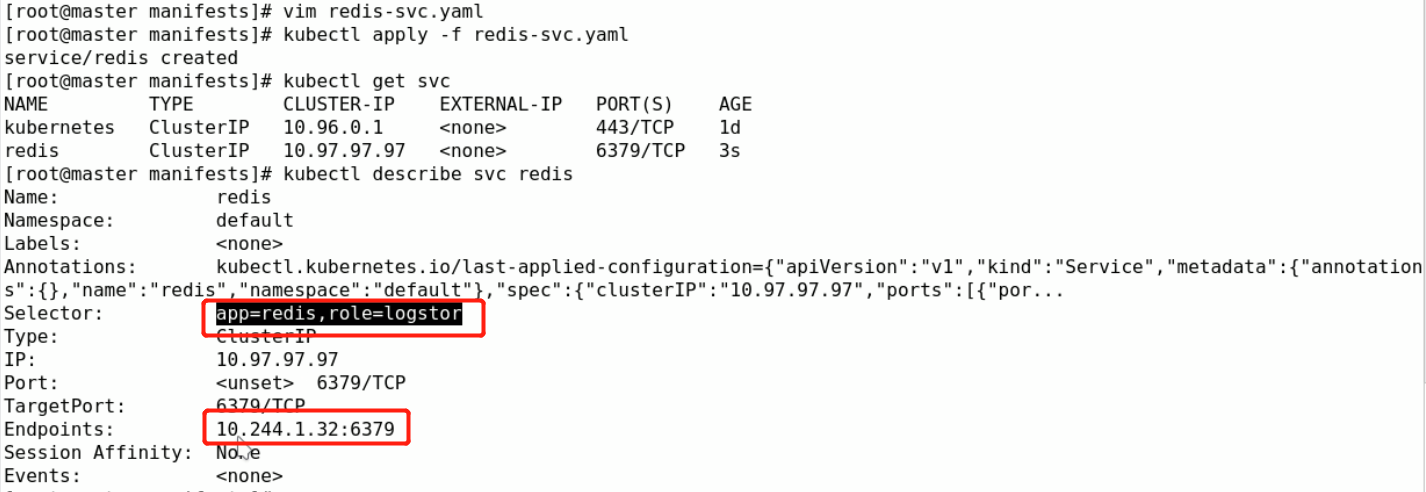 [root@master manifests]# vim redis-svc.yaml
[root@master manifests]# kubectl apply -f redis-svc.yaml
service/redis created
[root@master manifests]# kubectl get svc
NAME         TYPE        CLUSTER-IP    EXTERNAL-IP   PORT(S)    AGE
kubernetes   ClusterIP   10.96.0.1     <none>        443/TCP    1d
redis        ClusterIP   10.97.97.97   <none>        6379/TCP   3s
[root@master manifests]# kubectl describe svc redis
Name:              redis
Namespace:         default
Labels:            <none>
Annotations:       kubectl.kubernetes.io/last-applied-configuration={"apiVersion":"v1","kind":"Service","metadata":{"annotation
s":{},"name":"redis","namespace":"default"},"spec":{"clusterIP":"10.97.97.97","ports":[{"por...
Selector:          app=redis,role=logstor
Type:              ClusterIP
IP:                10.97.97.97
Port:              <unset>  6379/TCP
TargetPort:        6379/TCP
Endpoints:         10.244.1.32:6379
Session Affinity:  None
Events:            <none>